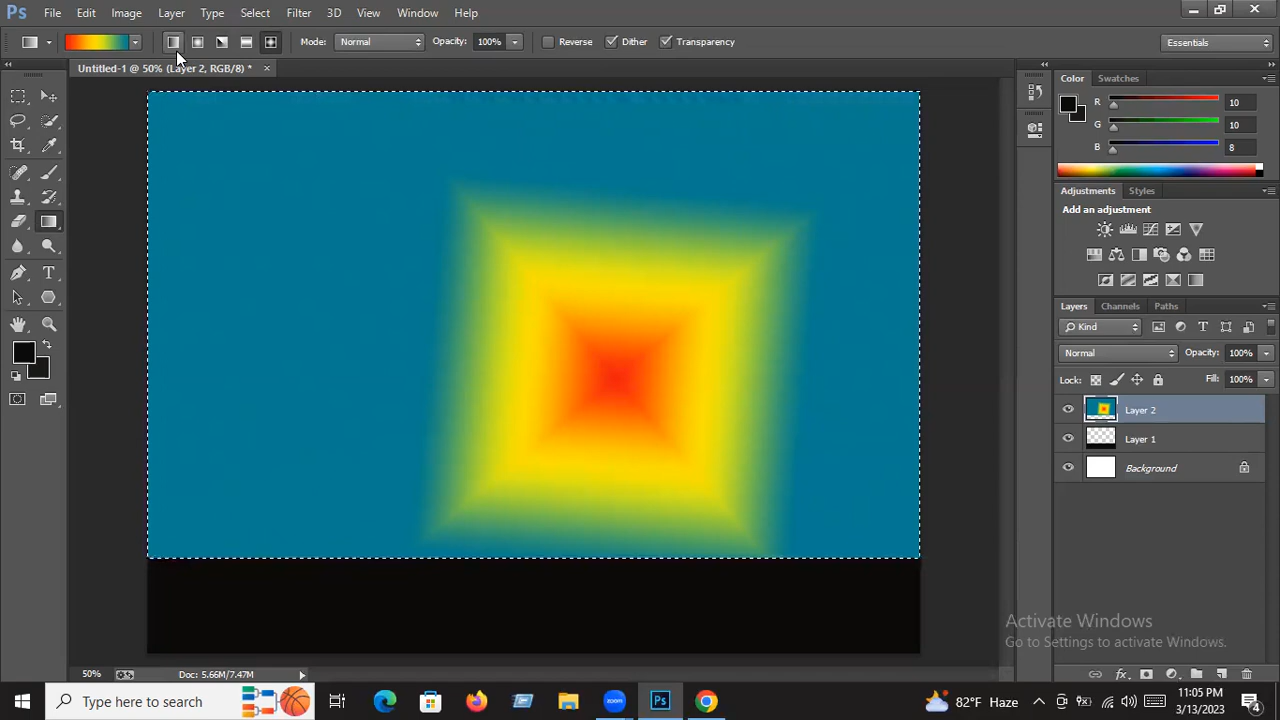 Ps File Edit Image Layer Type Select Filter 3D View Window Help
Mode: Normal Opacity: 100% Reverse Dither Transparency Essentials
Untitled-1 @ 50% (Layer 2, RGB/8) * ×
Color Swatches
R 10
G 10
B 8
Adjustments Styles
Add an adjustment
Layers Channels Paths
Kind
Normal Opacity: 100%
Lock: Fill: 100%
Layer 2
Layer 1
Background
Activate Windows
Go to Settings to activate Windows.
50% Doc: 5.66M/7.47M
Type here to search
zoom
Ps
82°F Haze
11:05 PM
3/13/2023
4